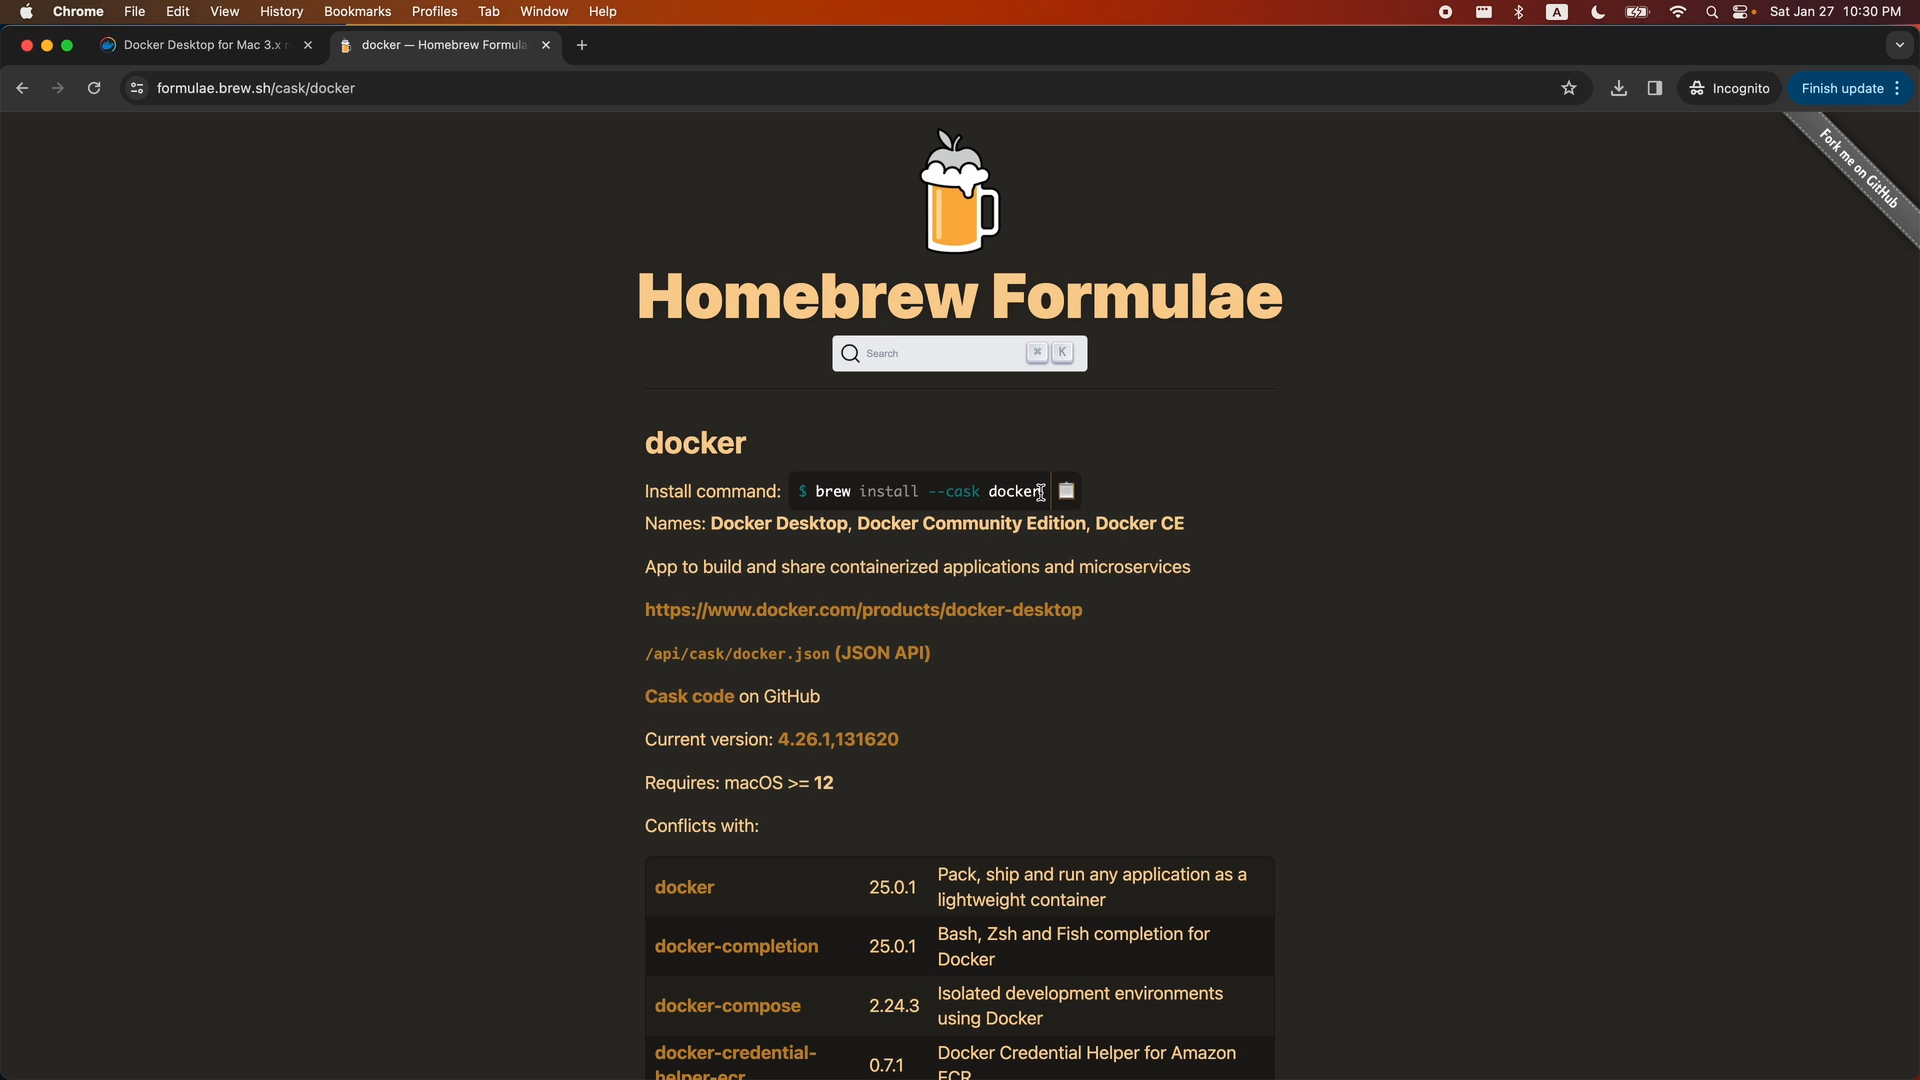 Chrome File Edit View History Bookmarks Profiles Tab Window Help A Sat Jan 27 10:30 PM
Docker Desktop for Mac 3.x docker — Homebrew Formula
formulae.brew.sh/cask/docker Incognito Finish update
Fork me on GitHub
Homebrew Formulae
Search ⌘ K
docker
Install command: $ brew install --cask docker
Names: Docker Desktop, Docker Community Edition, Docker CE
App to build and share containerized applications and microservices
https://www.docker.com/products/docker-desktop
/api/cask/docker.json (JSON API)
Cask code on GitHub
Current version: 4.26.1,131620
Requires: macOS >= 12
Conflicts with:
docker 25.0.1 Pack, ship and run any application as a
lightweight container
docker-completion 25.0.1 Bash, Zsh and Fish completion for
Docker
docker-compose 2.24.3 Isolated development environments
using Docker
docker-credential- 0.7.1 Docker Credential Helper for Amazon
helper-ecr ECR